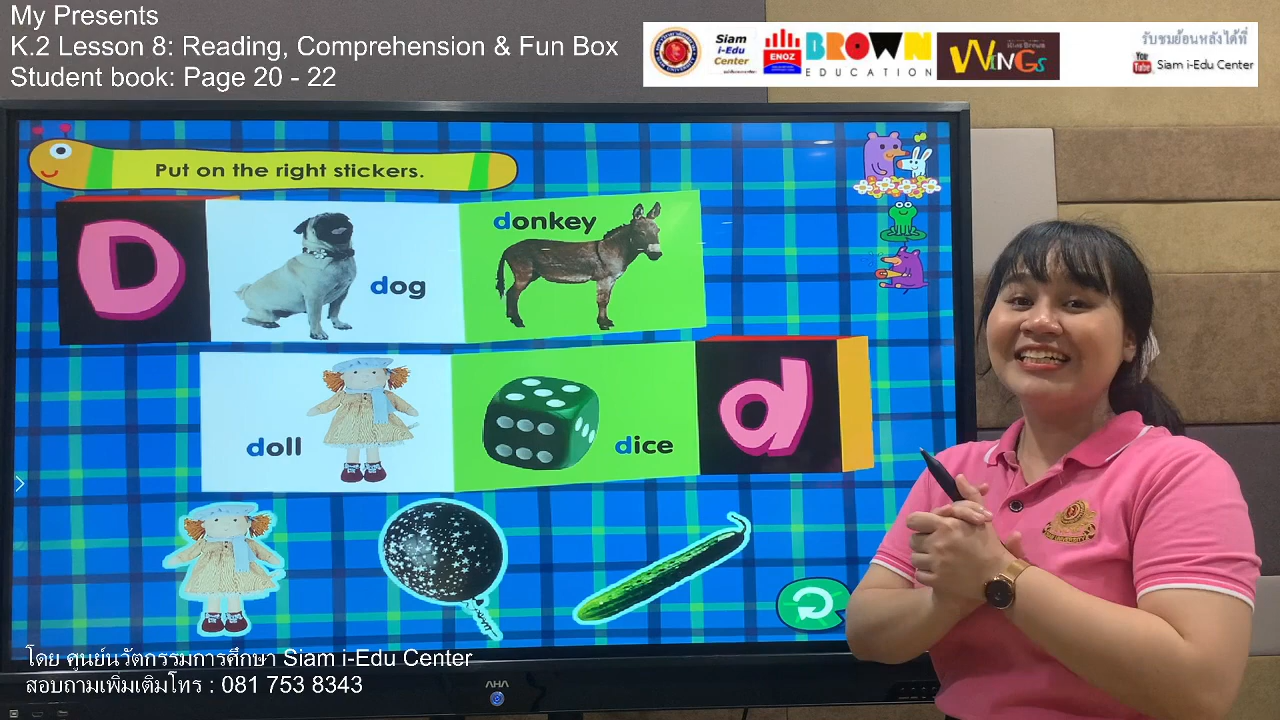 My Presents
K.2 Lesson 8: Reading, Comprehension & Fun Box
Student book: Page 20 - 22
Siam
i-Edu
Center
ENOZ
BROWN
EDUCATION
WINGS
รับชมย้อนหลังได้ที่
You
Tube
Siam i-Edu Center
Put on the right stickers.
D
dog
donkey
doll
dice
d
โดย ศูนย์นวัตกรรมการศึกษา Siam i-Edu Center
สอบถามเพิ่มเติมโทร : 081 753 8343
AHA